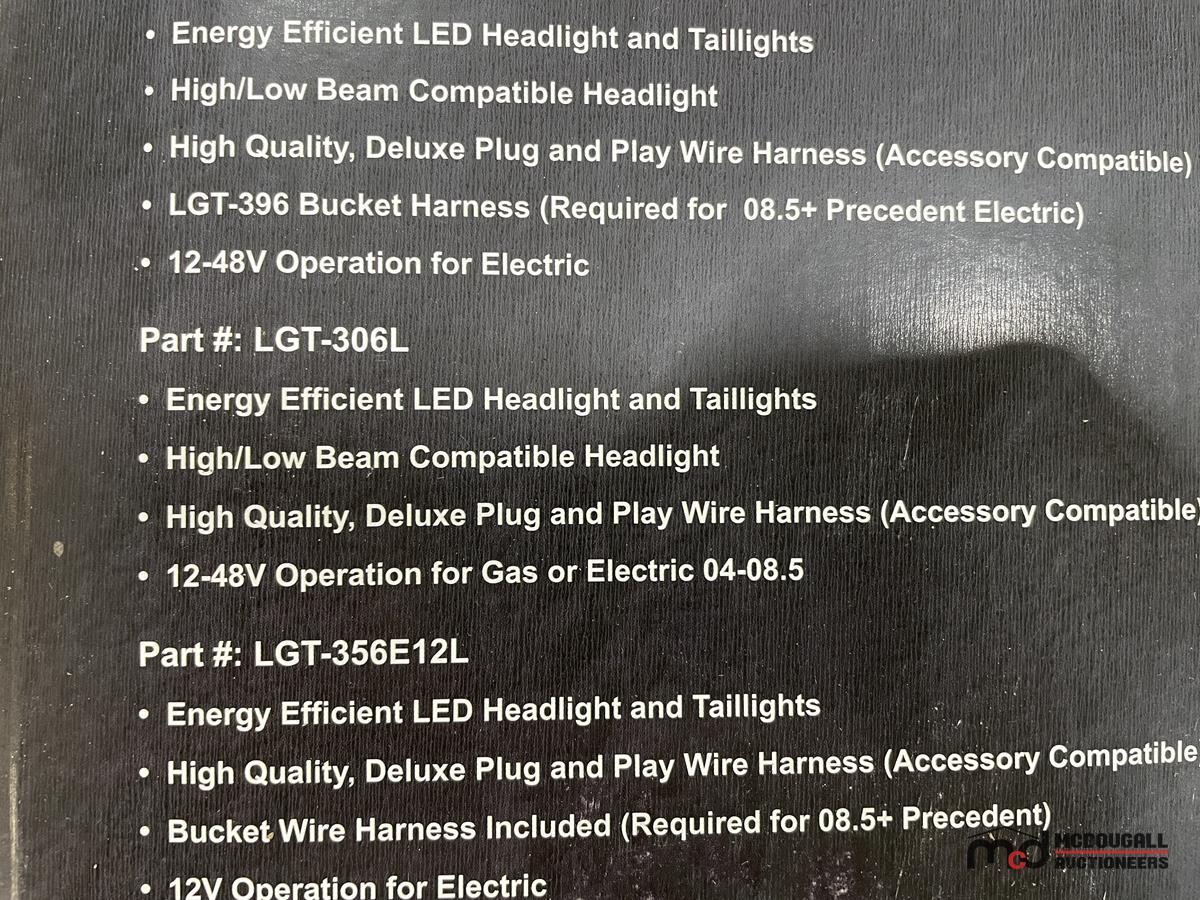 • Energy Efficient LED Headlight and Taillights
• High/Low Beam Compatible Headlight
• High Quality, Deluxe Plug and Play Wire Harness (Accessory Compatible)
• LGT-396 Bucket Harness (Required for 08.5+ Precedent Electric)
• 12-48V Operation for Electric
Part #: LGT-306L
• Energy Efficient LED Headlight and Taillights
• High/Low Beam Compatible Headlight
• High Quality, Deluxe Plug and Play Wire Harness (Accessory Compatible)
• 12-48V Operation for Gas or Electric 04-08.5
Part #: LGT-356E12L
• Energy Efficient LED Headlight and Taillights
• High Quality, Deluxe Plug and Play Wire Harness (Accessory Compatible
• Bucket Wire Harness Included (Required for 08.5+ Precedent)
• 12V Operation for Electric
mcd MCDOUGALL
AUCTIONEERS